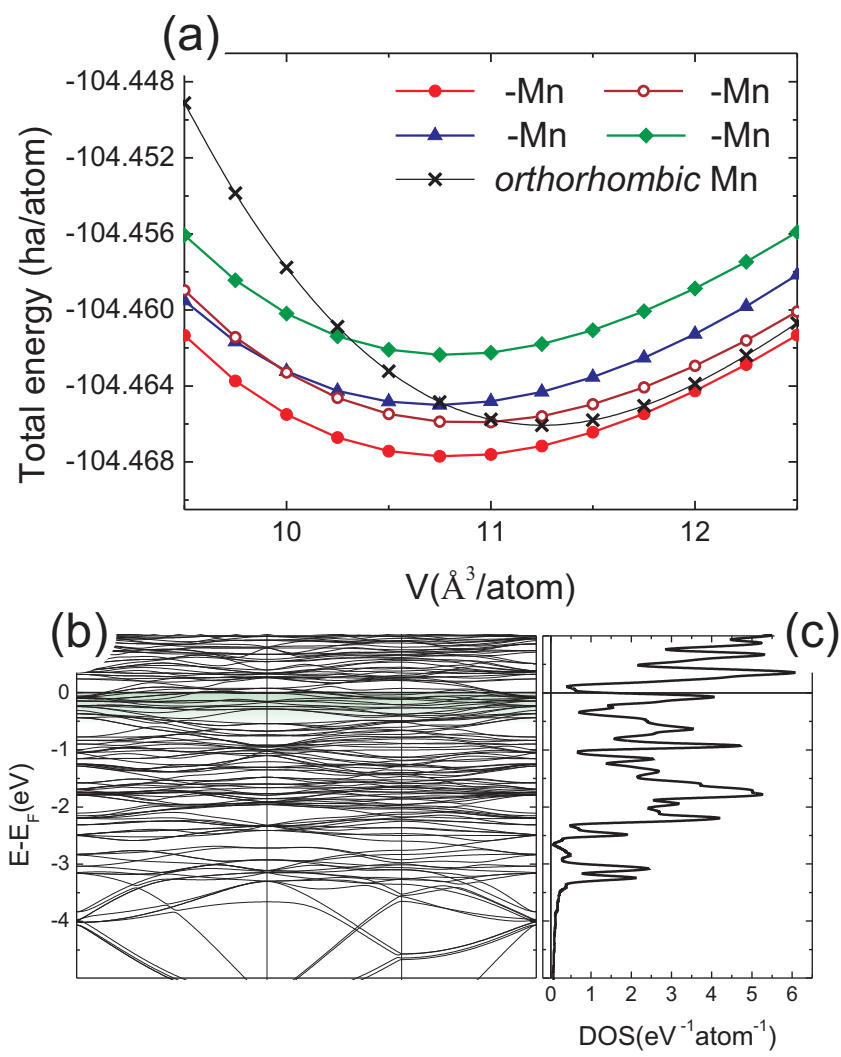 (a)
-104.448
-104.452
-104.456
-104.460
-104.464
-104.468
Total energy (ha/atom)
-Mn -Mn
-Mn -Mn
orthorhombic Mn
10 11 12
V(Å³/atom)
(b) (c)
0
-1
-2
-3
-4
E-E_F(eV)
0 1 2 3 4 5 6
DOS(eV⁻¹atom⁻¹)